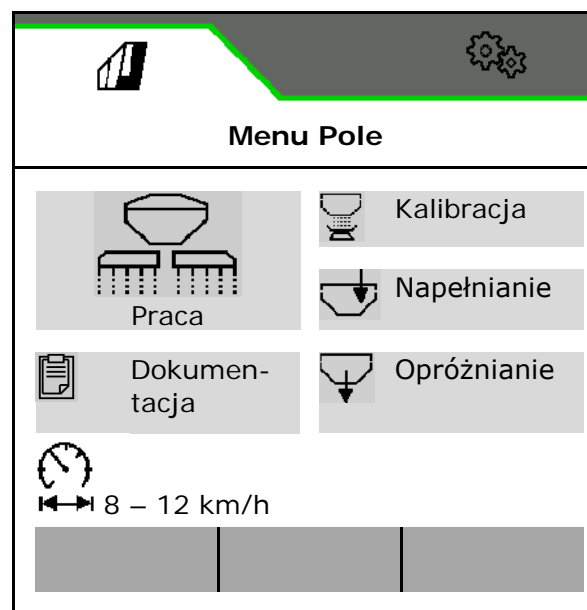 Menu Pole
Praca
Kalibracja
Napełnianie
Dokumen-
tacja
Opróżnianie
8 – 12 km/h